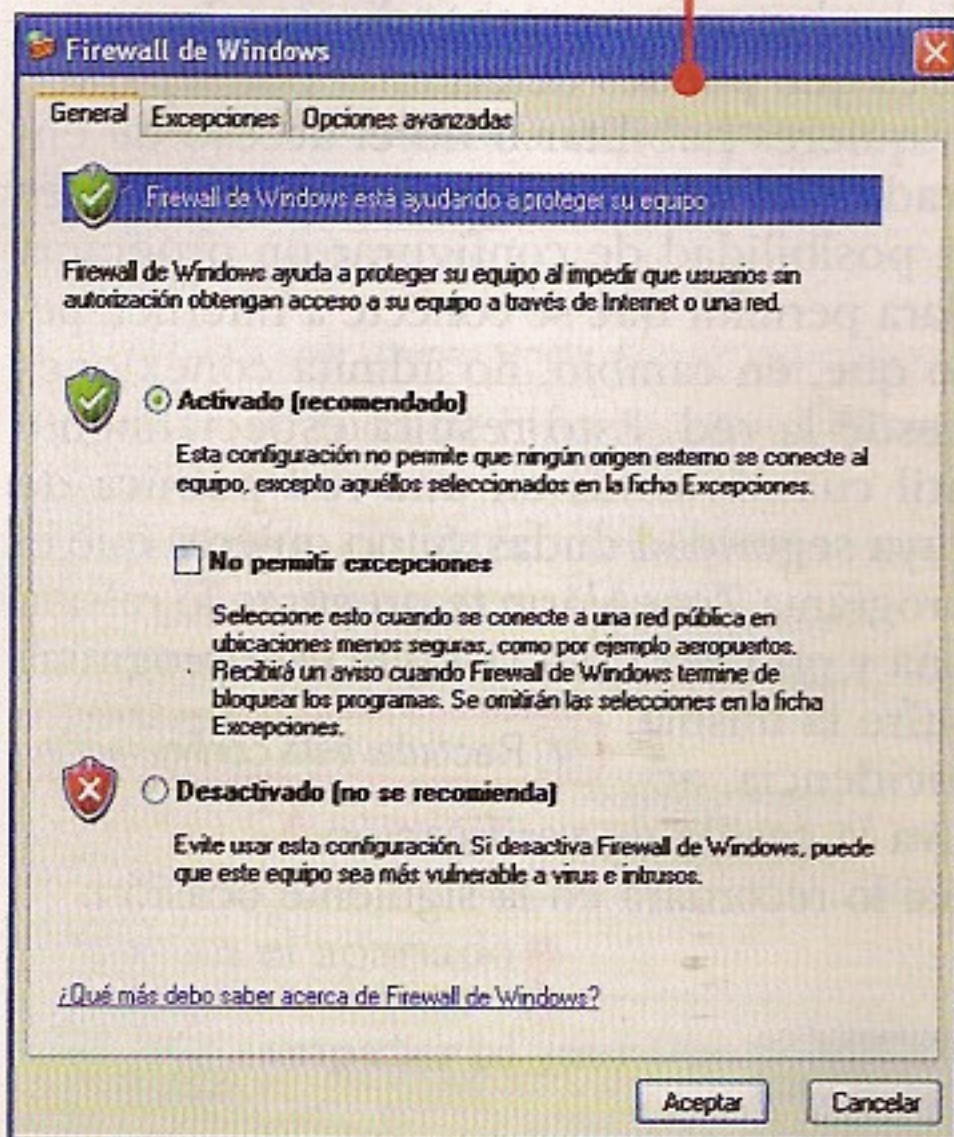 Firewall de Windows
General Excepciones Opciones avanzadas
Firewall de Windows está ayudando a proteger su equipo
Firewall de Windows ayuda a proteger su equipo al impedir que usuarios sin
autorización obtengan acceso a su equipo a través de Internet o una red.
Activado (recomendado)
Esta configuración no permite que ningún origen externo se conecte al
equipo, excepto aquéllos seleccionados en la ficha Excepciones.
No permitir excepciones
Seleccione esto cuando se conecte a una red pública en
ubicaciones menos seguras, como por ejemplo aeropuertos.
Recibirá un aviso cuando Firewall de Windows termine de
bloquear los programas. Se omitirán las selecciones en la ficha
Excepciones.
Desactivado (no se recomienda)
Evite usar esta configuración. Si desactiva Firewall de Windows, puede
que este equipo sea más vulnerable a virus e intrusos.
¿Qué más debo saber acerca de Firewall de Windows?
Aceptar Cancelar